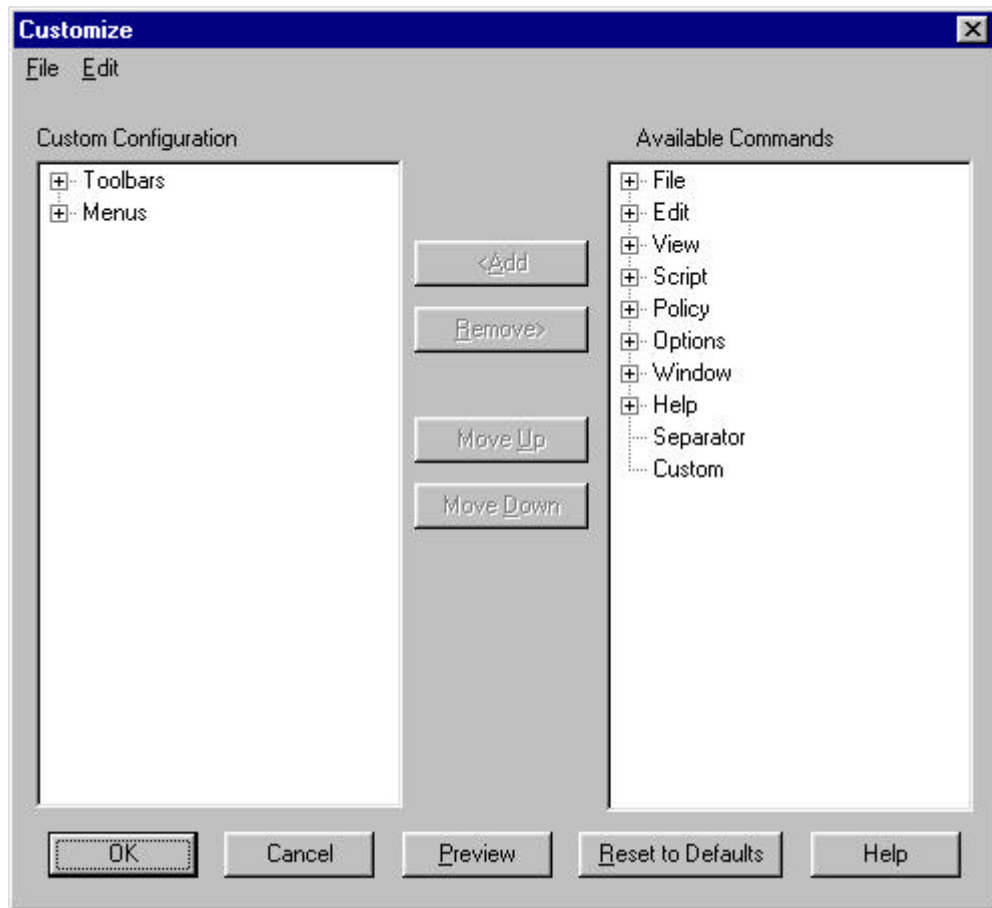 Customize
File Edit
Custom Configuration
Available Commands
Toolbars
Menus
File
Edit
View
Script
Policy
Options
Window
Help
Separator
Custom
<Add
Remove>
Move Up
Move Down
OK Cancel Preview Reset to Defaults Help